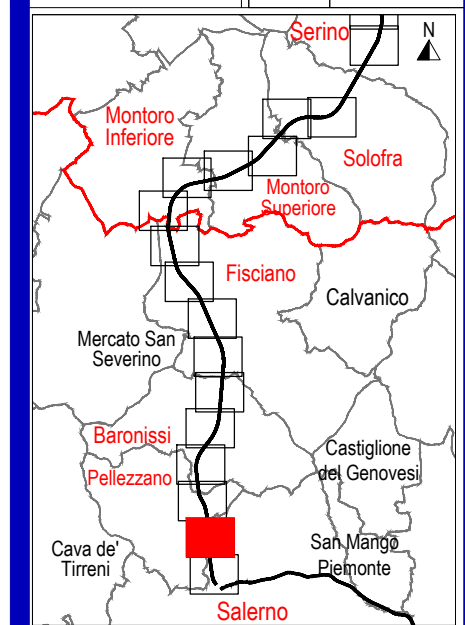 Serino
N
Montoro
Inferiore
Solofra
Montoro
Superiore
Fisciano
Calvanico
Mercato San
Severino
Baronissi
Castiglione
del Genovesi
Pellezzano
Cava de'
Tirreni
San Mango
Piemonte
Salerno